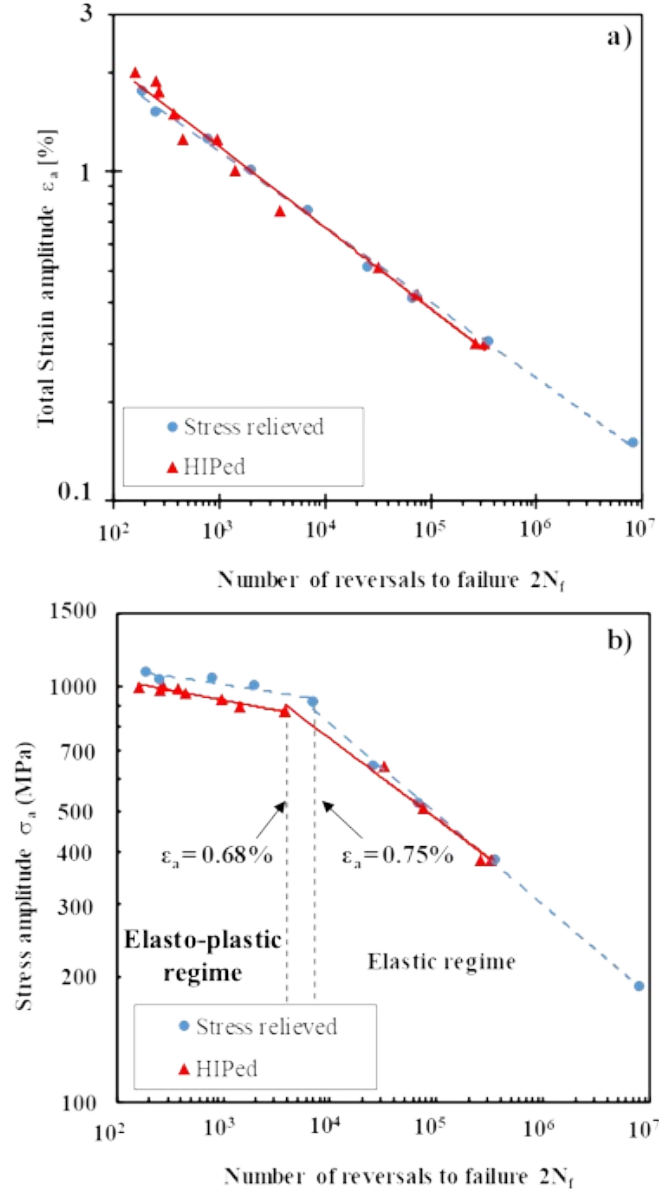 3
a)
1
0.1
Total Strain amplitude εa [%]
Stress relieved
HIPed
10² 10³ 10⁴ 10⁵ 10⁶ 10⁷
Number of reversals to failure 2Nf
1500
b)
1000
700
500
400
300
200
100
Stress amplitude σa (MPa)
εa=0.68% εa=0.75%
Elasto-plastic
regime
Elastic regime
Stress relieved
HIPed
10² 10³ 10⁴ 10⁵ 10⁶ 10⁷
Number of reversals to failure 2Nf